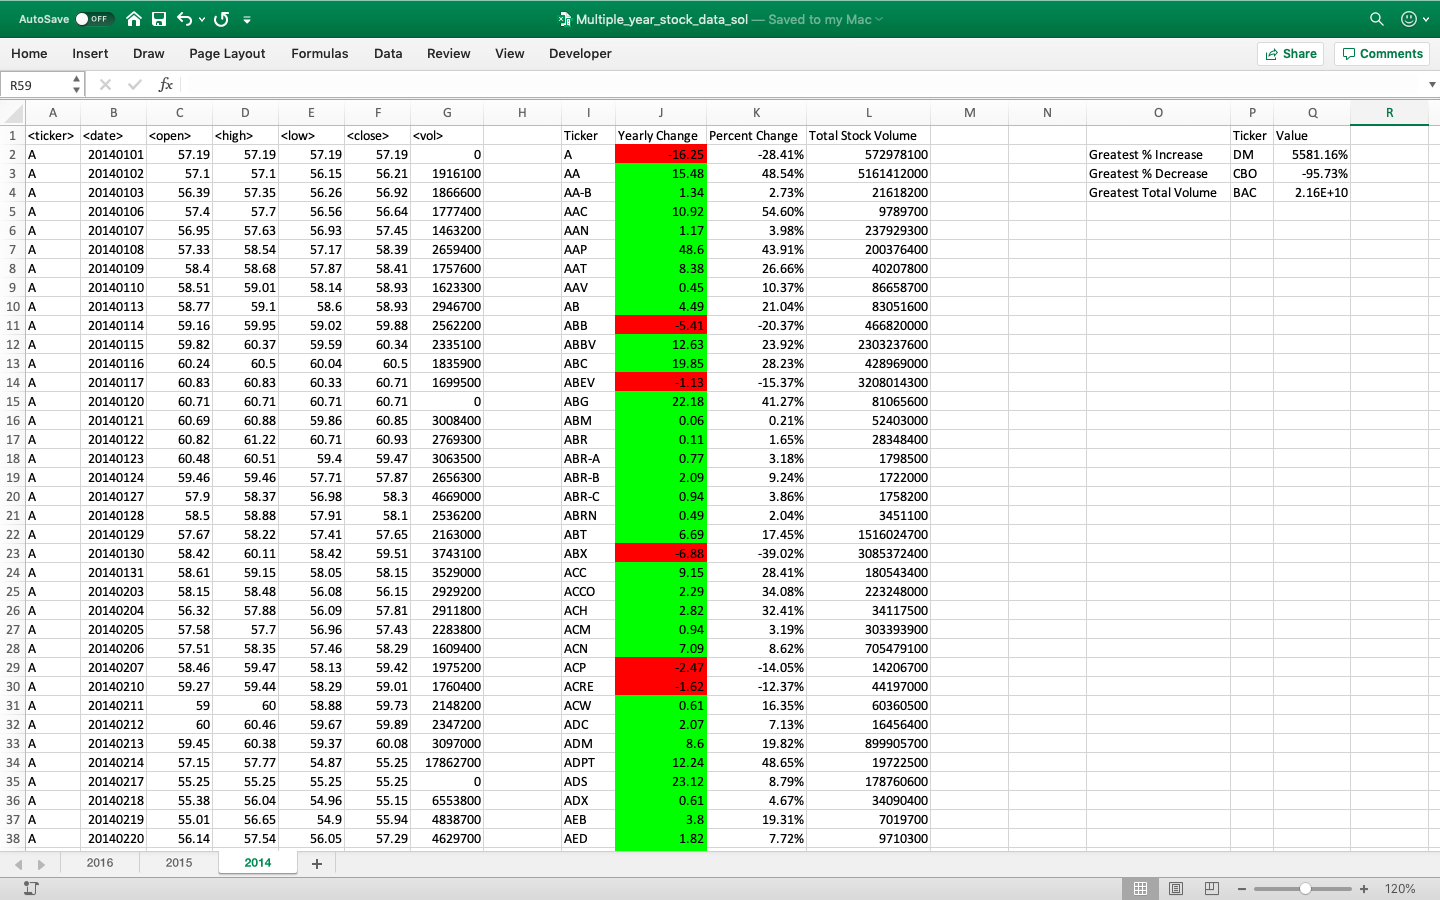 AutoSave OFF Multiple_year_stock_data_sol — Saved to my Mac
Home Insert Draw Page Layout Formulas Data Review View Developer Share Comments
R59 fx
A B C D E F G H I J K L M N O P Q R
1 <ticker> <date> <open> <high> <low> <close> <vol> Ticker Yearly Change Percent Change Total Stock Volume Ticker Value
2 A 20140101 57.19 57.19 57.19 57.19 0 A -16.25 -28.41% 572978100 Greatest % Increase DM 5581.16%
3 A 20140102 57.1 57.1 56.15 56.21 1916100 AA 15.48 48.54% 5161412000 Greatest % Decrease CBO -95.73%
4 A 20140103 56.39 57.35 56.26 56.92 1866600 AA-B 1.34 2.73% 21618200 Greatest Total Volume BAC 2.16E+10
5 A 20140106 57.4 57.7 56.56 56.64 1777400 AAC 10.92 54.60% 9789700
6 A 20140107 56.95 57.63 56.93 57.45 1463200 AAN 1.17 3.98% 237929300
7 A 20140108 57.33 58.54 57.17 58.39 2659400 AAP 48.6 43.91% 200376400
8 A 20140109 58.4 58.68 57.87 58.41 1757600 AAT 8.38 26.66% 40207800
9 A 20140110 58.51 59.01 58.14 58.93 1623300 AAV 0.45 10.37% 86658700
10 A 20140113 58.77 59.1 58.6 58.93 2946700 AB 4.49 21.04% 83051600
11 A 20140114 59.16 59.95 59.02 59.88 2562200 ABB -5.41 -20.37% 466820000
12 A 20140115 59.82 60.37 59.59 60.34 2335100 ABBV 12.63 23.92% 2303237600
13 A 20140116 60.24 60.5 60.04 60.5 1835900 ABC 19.85 28.23% 428969000
14 A 20140117 60.83 60.83 60.33 60.71 1699500 ABEV -1.13 -15.37% 3208014300
15 A 20140120 60.71 60.71 60.71 60.71 0 ABG 22.18 41.27% 81065600
16 A 20140121 60.69 60.88 59.86 60.85 3008400 ABM 0.06 0.21% 52403000
17 A 20140122 60.82 61.22 60.71 60.93 2769300 ABR 0.11 1.65% 28348400
18 A 20140123 60.48 60.51 59.4 59.47 3063500 ABR-A 0.77 3.18% 1798500
19 A 20140124 59.46 59.46 57.71 57.87 2656300 ABR-B 2.09 9.24% 1722000
20 A 20140127 57.9 58.37 56.98 58.3 4669000 ABR-C 0.94 3.86% 1758200
21 A 20140128 58.5 58.88 57.91 58.1 2536200 ABRN 0.49 2.04% 3451100
22 A 20140129 57.67 58.22 57.41 57.65 2163000 ABT 6.69 17.45% 1516024700
23 A 20140130 58.42 60.11 58.42 59.51 3743100 ABX -6.88 -39.02% 3085372400
24 A 20140131 58.61 59.15 58.05 58.15 3529000 ACC 9.15 28.41% 180543400
25 A 20140203 58.15 58.48 56.08 56.15 2929200 ACCO 2.29 34.08% 223248000
26 A 20140204 56.32 57.88 56.09 57.81 2911800 ACH 2.82 32.41% 34117500
27 A 20140205 57.58 57.7 56.96 57.43 2283800 ACM 0.94 3.19% 303393900
28 A 20140206 57.51 58.35 57.46 58.29 1609400 ACN 7.09 8.62% 705479100
29 A 20140207 58.46 59.47 58.13 59.42 1975200 ACP -2.47 -14.05% 14206700
30 A 20140210 59.27 59.44 58.29 59.01 1760400 ACRE -1.62 -12.37% 44197000
31 A 20140211 59 60 58.88 59.73 2148200 ACW 0.61 16.35% 60360500
32 A 20140212 60 60.46 59.67 59.89 2347200 ADC 2.07 7.13% 16456400
33 A 20140213 59.45 60.38 59.37 60.08 3097000 ADM 8.6 19.82% 899905700
34 A 20140214 57.15 57.77 54.87 55.25 17862700 ADPT 12.24 48.65% 19722500
35 A 20140217 55.25 55.25 55.25 55.25 0 ADS 23.12 8.79% 178760600
36 A 20140218 55.38 56.04 54.96 55.15 6553800 ADX 0.61 4.67% 34090400
37 A 20140219 55.01 56.65 54.9 55.94 4838700 AEB 3.8 19.31% 7019700
38 A 20140220 56.14 57.54 56.05 57.29 4629700 AED 1.82 7.72% 9710300
2016 2015 2014 +
120%